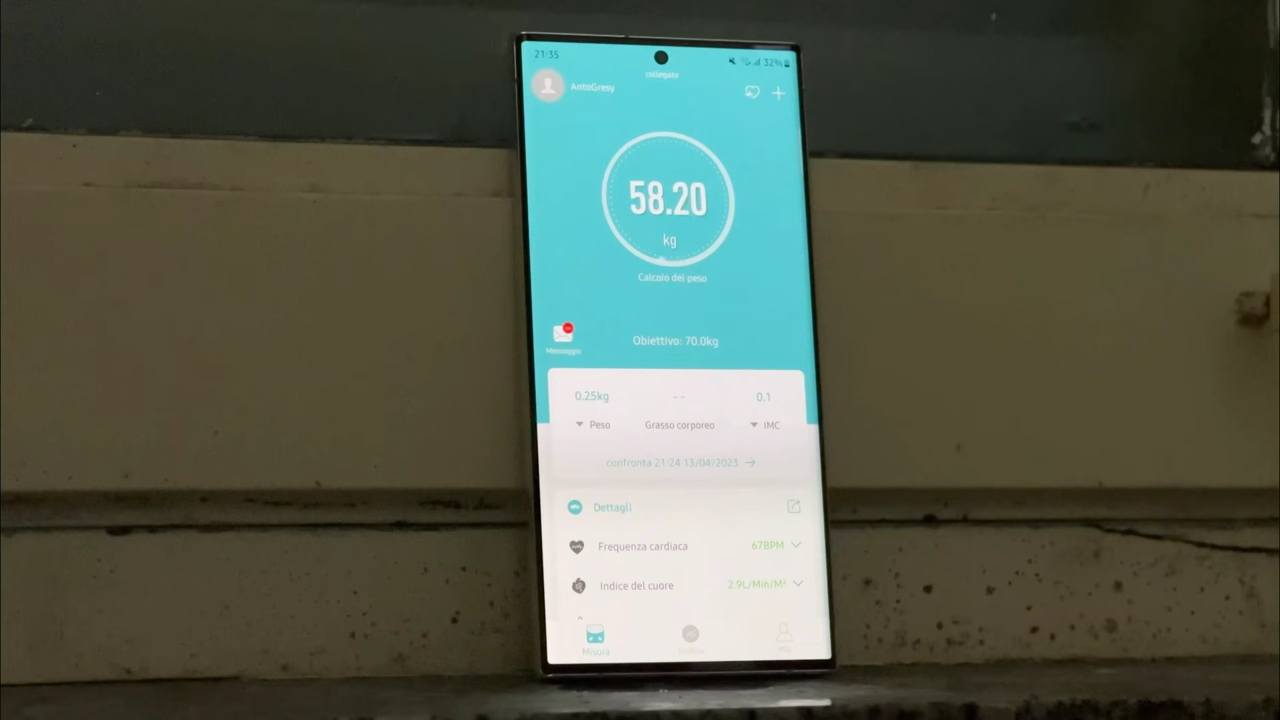 21:35
32%
collegato
AntoGresy
58.20
kg
Calcolo del peso
Messaggio
Obiettivo: 70.0kg
0.25kg -- 0.1
Peso Grasso corporeo IMC
confronta 21:24 13/04/2023
Dettagli
Frequenza cardiaca 67BPM
Indice del cuore 2.9L/Min/M²
Misura